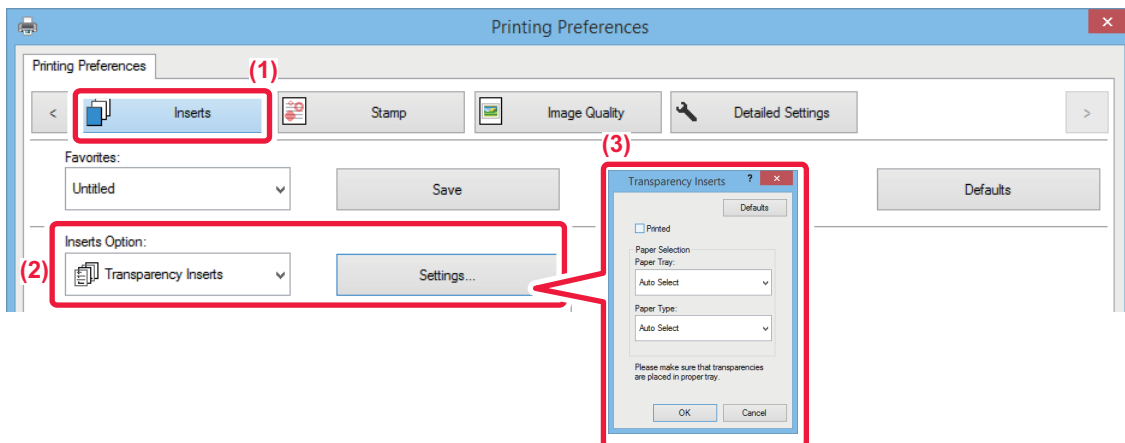 Printing Preferences
Printing Preferences
(1)
< Inserts Stamp Image Quality Detailed Settings >
(3)
Favorites:
Untitled Save Defaults
Inserts Option:
(2)
Transparency Inserts Settings...
Transparency Inserts ? ×
Defaults
Printed
Paper Selection
Paper Tray:
Auto Select
Paper Type:
Auto Select
Please make sure that transparencies
are placed in proper tray.
OK Cancel